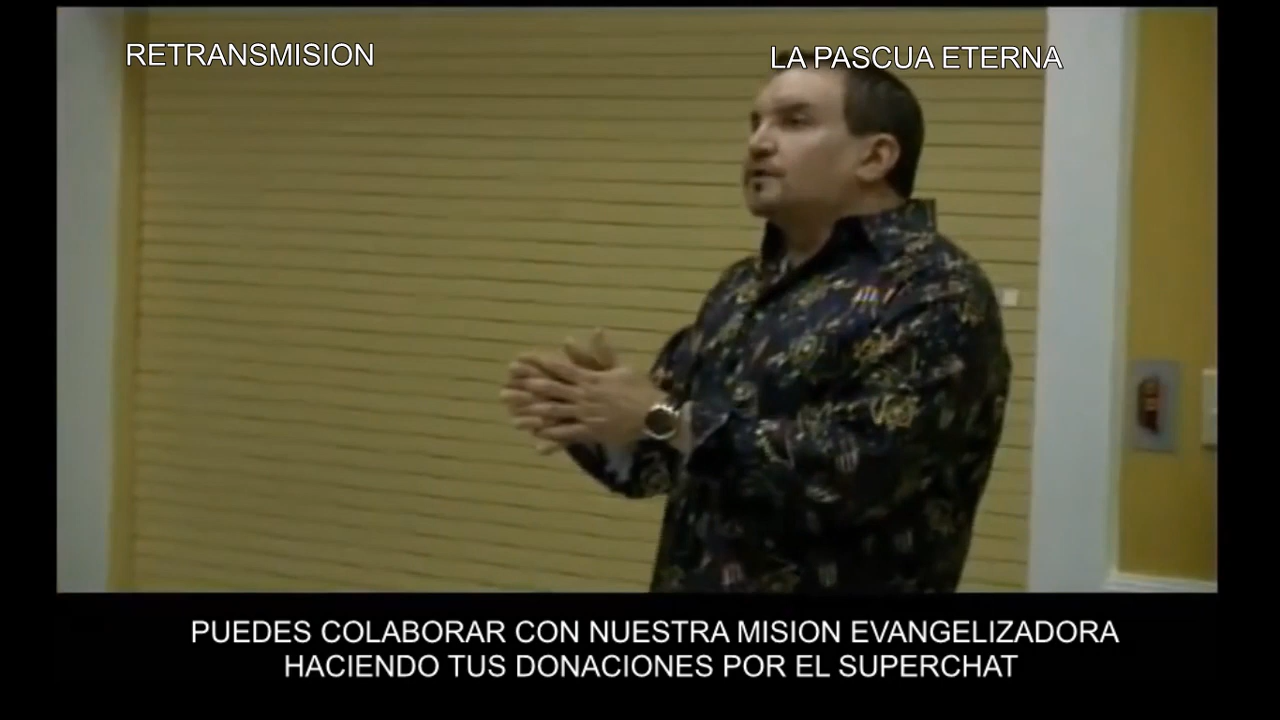 RETRANSMISION
LA PASCUA ETERNA
PUEDES COLABORAR CON NUESTRA MISION EVANGELIZADORA
HACIENDO TUS DONACIONES POR EL SUPERCHAT